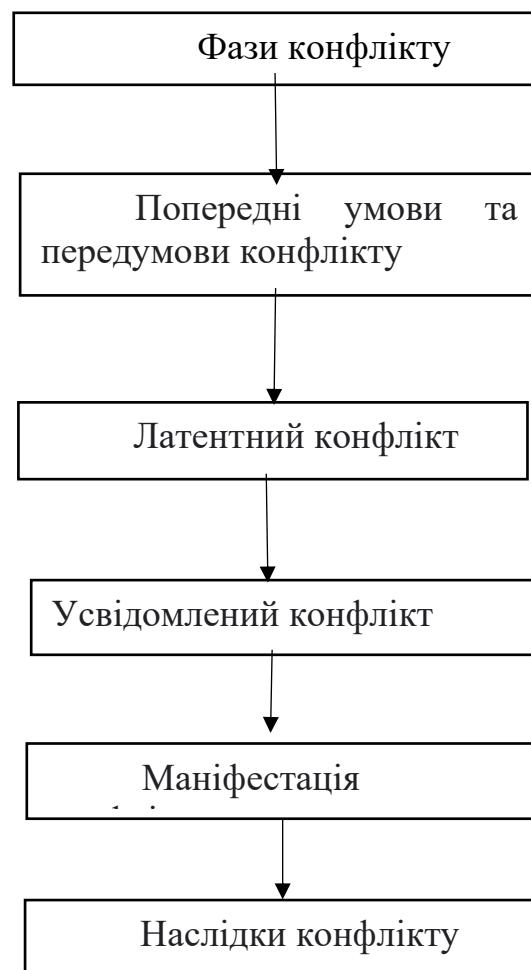 Фази конфлікту
Попередні умови та
передумови конфлікту
Латентний конфлікт
Усвідомлений конфлікт
Маніфестація
Наслідки конфлікту